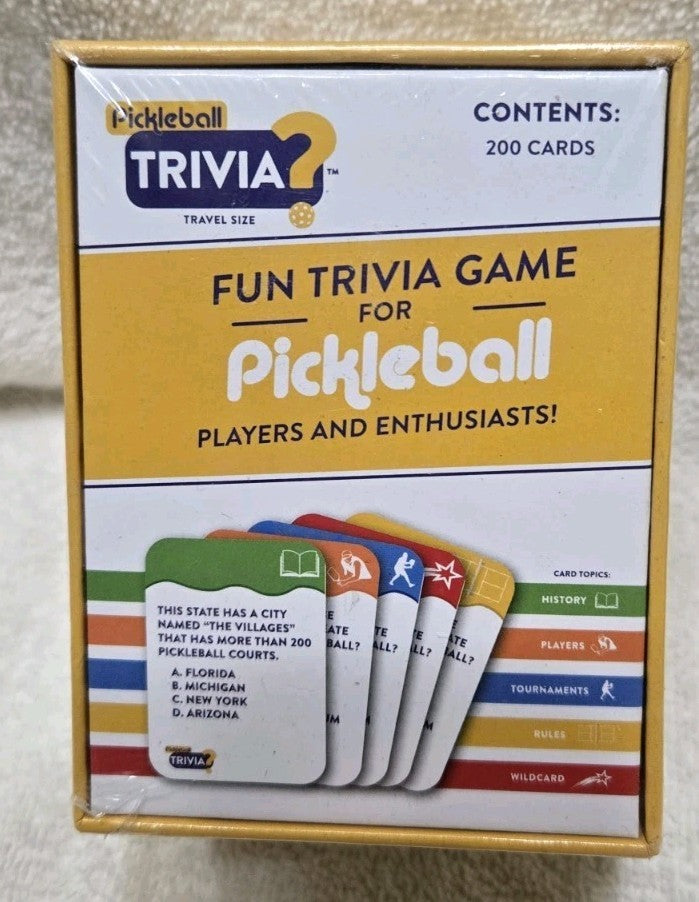 Pickleball
TRIVIA?™
TRAVEL SIZE
CONTENTS:
200 CARDS
FUN TRIVIA GAME
FOR
Pickleball
PLAYERS AND ENTHUSIASTS!
THIS STATE HAS A CITY
NAMED "THE VILLAGES"
THAT HAS MORE THAN 200
PICKLEBALL COURTS.
A. FLORIDA
B. MICHIGAN
C. NEW YORK
D. ARIZONA
Pickleball
TRIVIA?
CARD TOPICS:
HISTORY
PLAYERS
TOURNAMENTS
RULES
WILDCARD